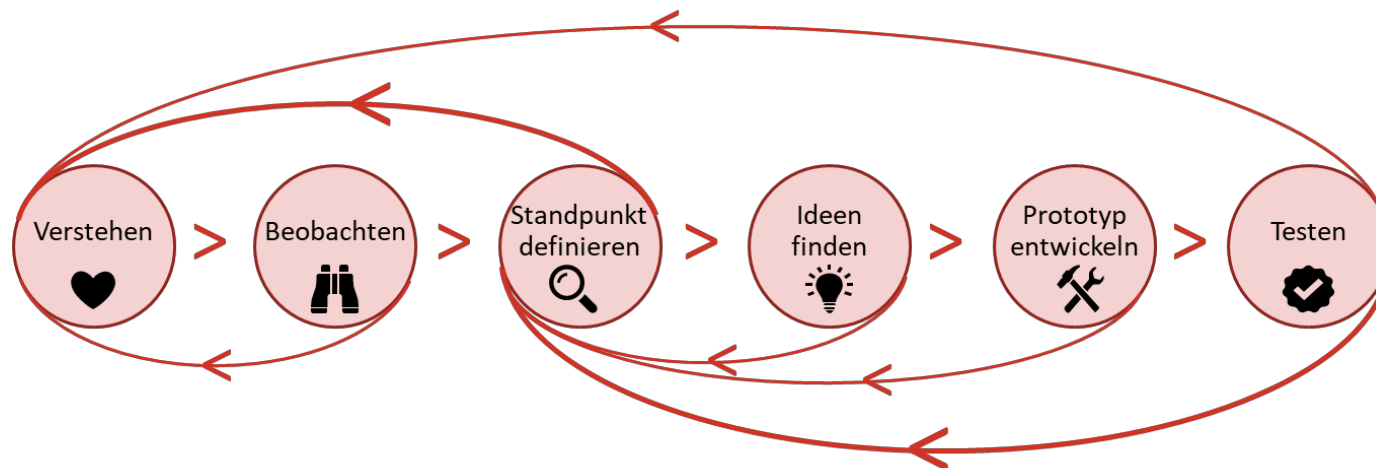 Verstehen
>
Beobachten
>
Standpunkt
definieren
>
Ideen
finden
>
Prototyp
entwickeln
>
Testen